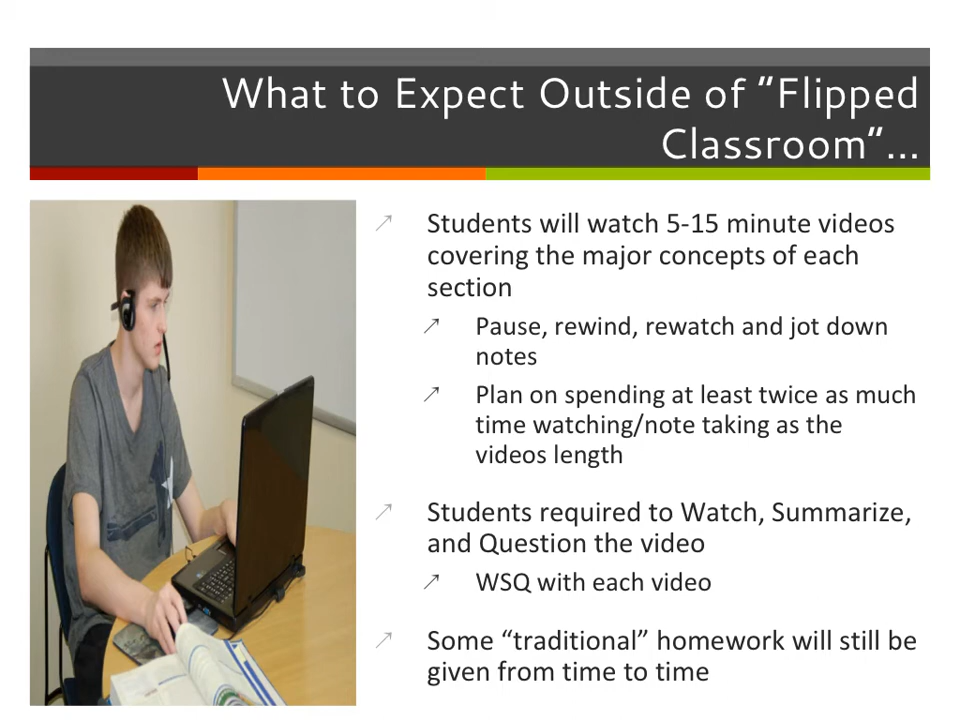 What to Expect Outside of “Flipped
Classroom”...
Students will watch 5-15 minute videos
covering the major concepts of each
section
Pause, rewind, rewatch and jot down
notes
Plan on spending at least twice as much
time watching/note taking as the
videos length
Students required to Watch, Summarize,
and Question the video
WSQ with each video
Some “traditional” homework will still be
given from time to time